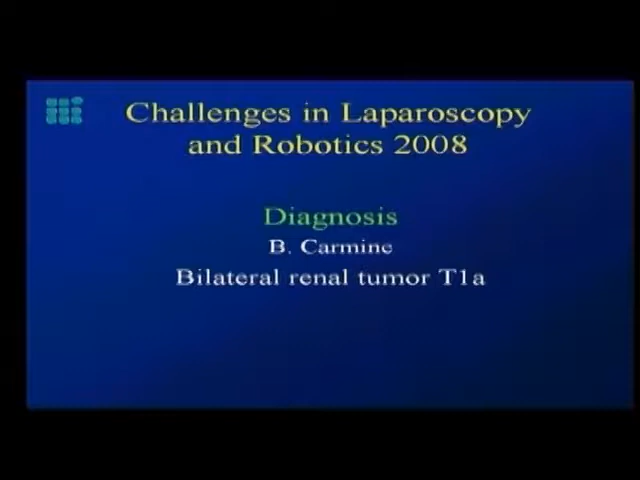 Challenges in Laparoscopy
and Robotics 2008
Diagnosis
B. Carmine
Bilateral renal tumor T1a